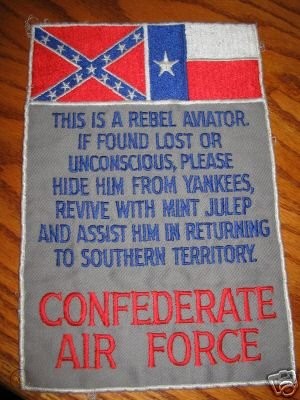 THIS IS A REBEL AVIATOR.
IF FOUND LOST OR
UNCONSCIOUS, PLEASE
HIDE HIM FROM YANKEES,
REVIVE WITH MINT JULEP
AND ASSIST HIM IN RETURNING
TO SOUTHERN TERRITORY.
CONFEDERATE
AIR FORCE